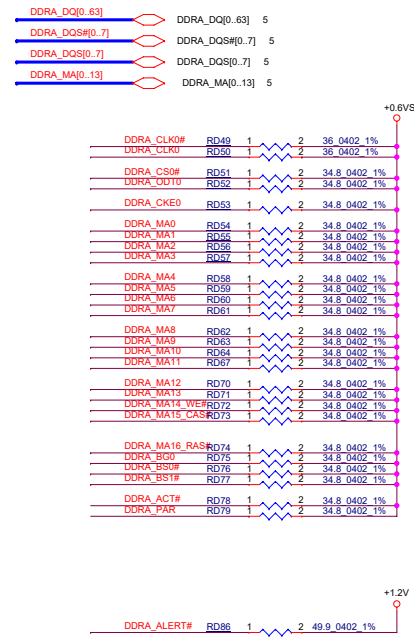 DDRA_DQ[0..63] DDRA_DQ[0..63] 5
DDRA_DQS#[0..7] DDRA_DQS#[0..7] 5
DDRA_DQS[0..7] DDRA_DQS[0..7] 5
DDRA_MA[0..13] DDRA_MA[0..13] 5
+0.6VS
DDRA_CLK0# RD49 1 2 36_0402_1%
DDRA_CLK0 RD50 1 2 36_0402_1%
DDRA_CS0# RD51 1 2 34.8_0402_1%
DDRA_ODT0 RD52 1 2 34.8_0402_1%
DDRA_CKE0 RD53 1 2 34.8_0402_1%
DDRA_MA0 RD54 1 2 34.8_0402_1%
DDRA_MA1 RD55 1 2 34.8_0402_1%
DDRA_MA2 RD56 1 2 34.8_0402_1%
DDRA_MA3 RD57 1 2 34.8_0402_1%
DDRA_MA4 RD58 1 2 34.8_0402_1%
DDRA_MA5 RD59 1 2 34.8_0402_1%
DDRA_MA6 RD60 1 2 34.8_0402_1%
DDRA_MA7 RD61 1 2 34.8_0402_1%
DDRA_MA8 RD62 1 2 34.8_0402_1%
DDRA_MA9 RD63 1 2 34.8_0402_1%
DDRA_MA10 RD64 1 2 34.8_0402_1%
DDRA_MA11 RD67 1 2 34.8_0402_1%
DDRA_MA12 RD70 1 2 34.8_0402_1%
DDRA_MA13 RD71 1 2 34.8_0402_1%
DDRA_MA14_WE# RD72 1 2 34.8_0402_1%
DDRA_MA15_CAS# RD73 1 2 34.8_0402_1%
DDRA_MA16_RAS# RD74 1 2 34.8_0402_1%
DDRA_BG0 RD75 1 2 34.8_0402_1%
DDRA_BS0# RD76 1 2 34.8_0402_1%
DDRA_BS1# RD77 1 2 34.8_0402_1%
DDRA_ACT# RD78 1 2 34.8_0402_1%
DDRA_PAR RD79 1 2 34.8_0402_1%
+1.2V
DDRA_ALERT# RD86 1 2 49.9_0402_1%